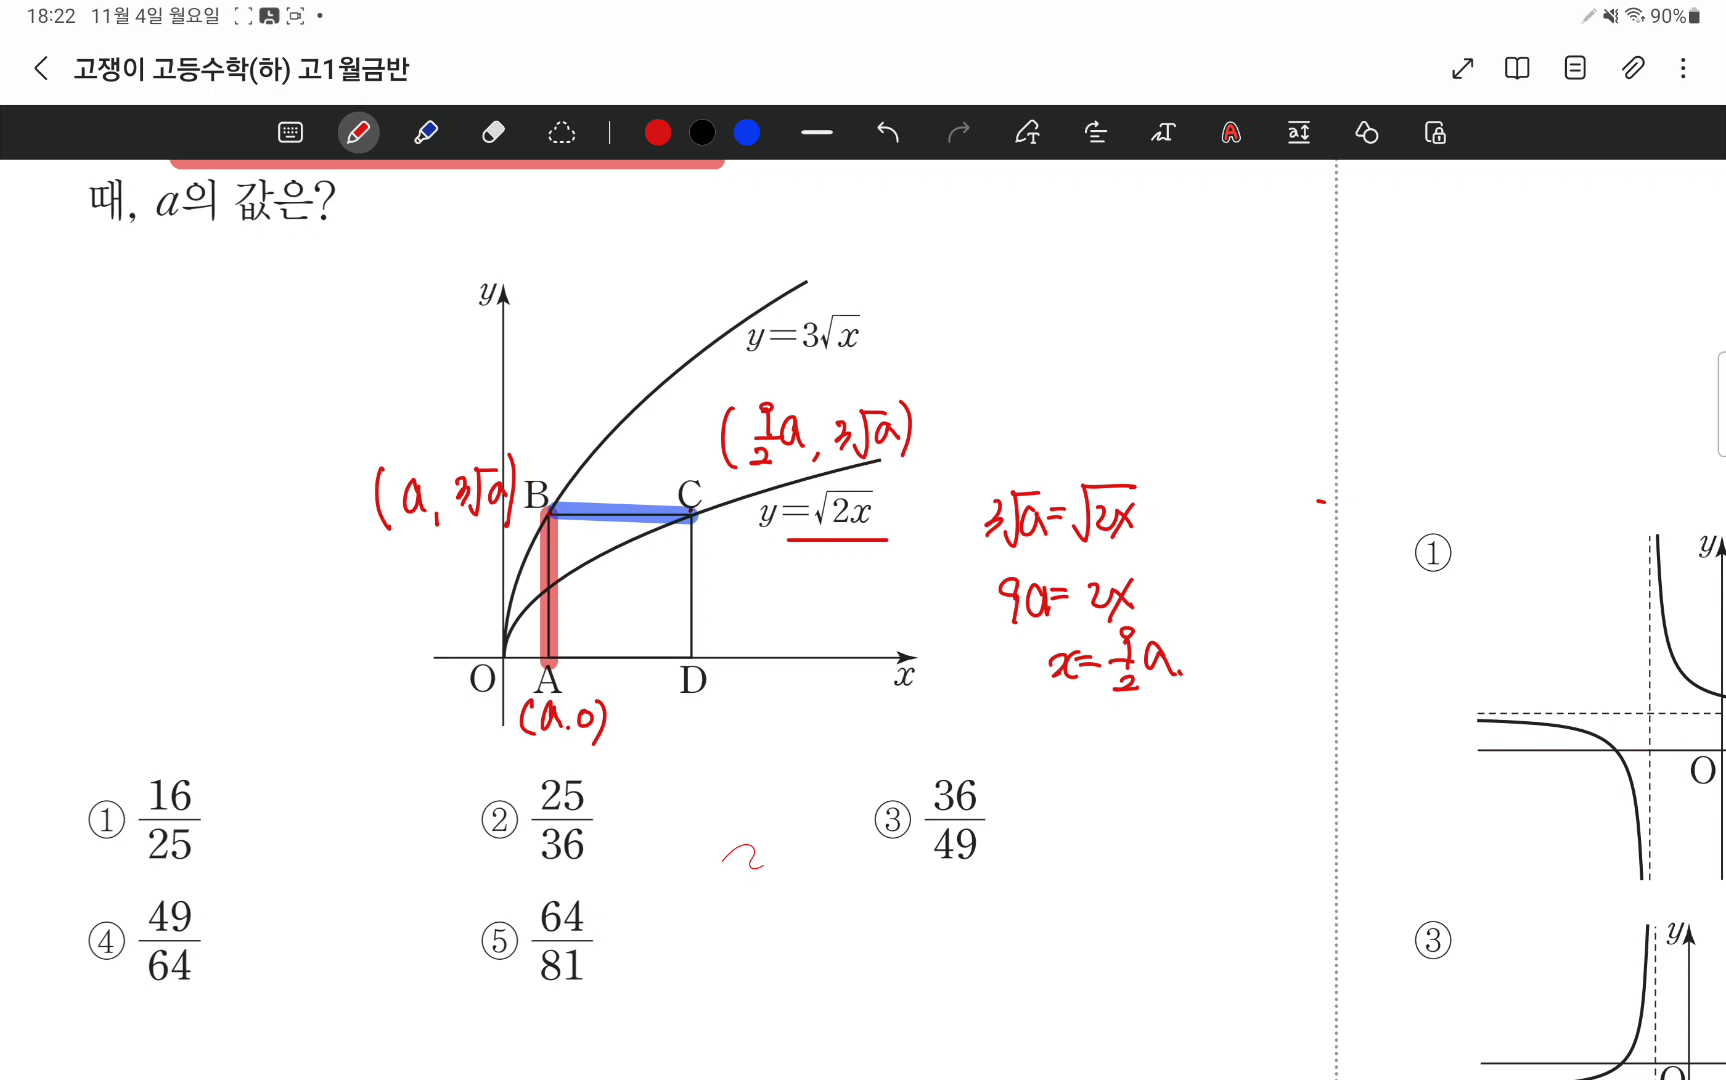 18:22 11월 4일 월요일
90%
고쟁이 고등수학(하) 고1월금반
때, a의 값은?
y
y=3√x
(9/2 a, 3√a)
(a, 3√a)
B
C
y=√2x
3√a=√2x
9a=2x
x=9/2 a.
O
A
D
x
(a.0)
① 16/25
② 25/36
③ 36/49
④ 49/64
⑤ 64/81
①
y
O
③
y
O